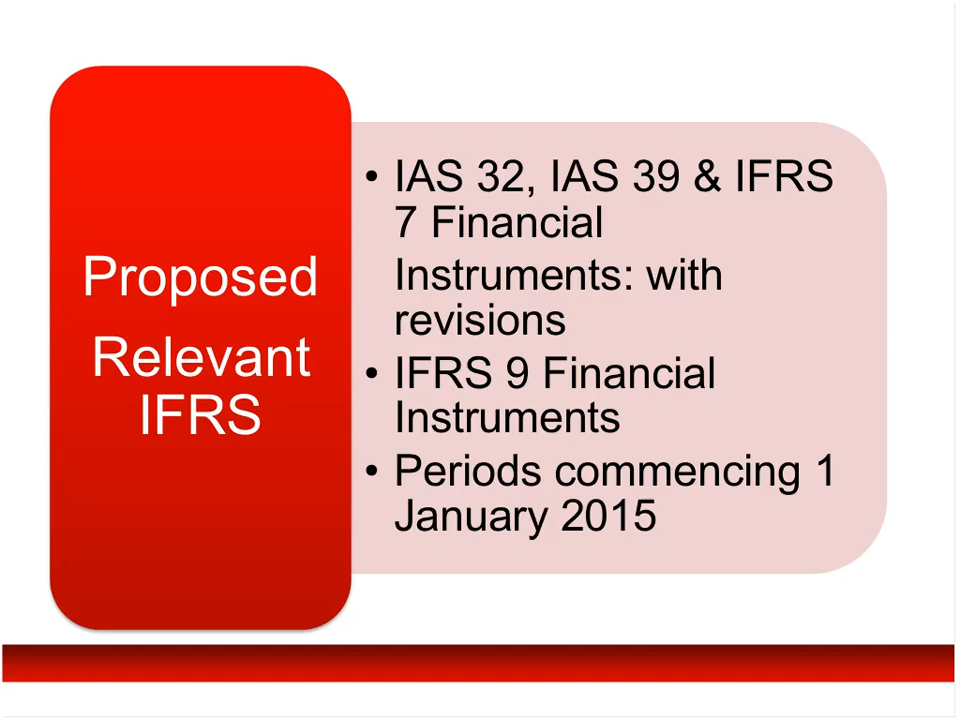 Proposed
Relevant
IFRS
• IAS 32, IAS 39 & IFRS
7 Financial
Instruments: with
revisions
• IFRS 9 Financial
Instruments
• Periods commencing 1
January 2015